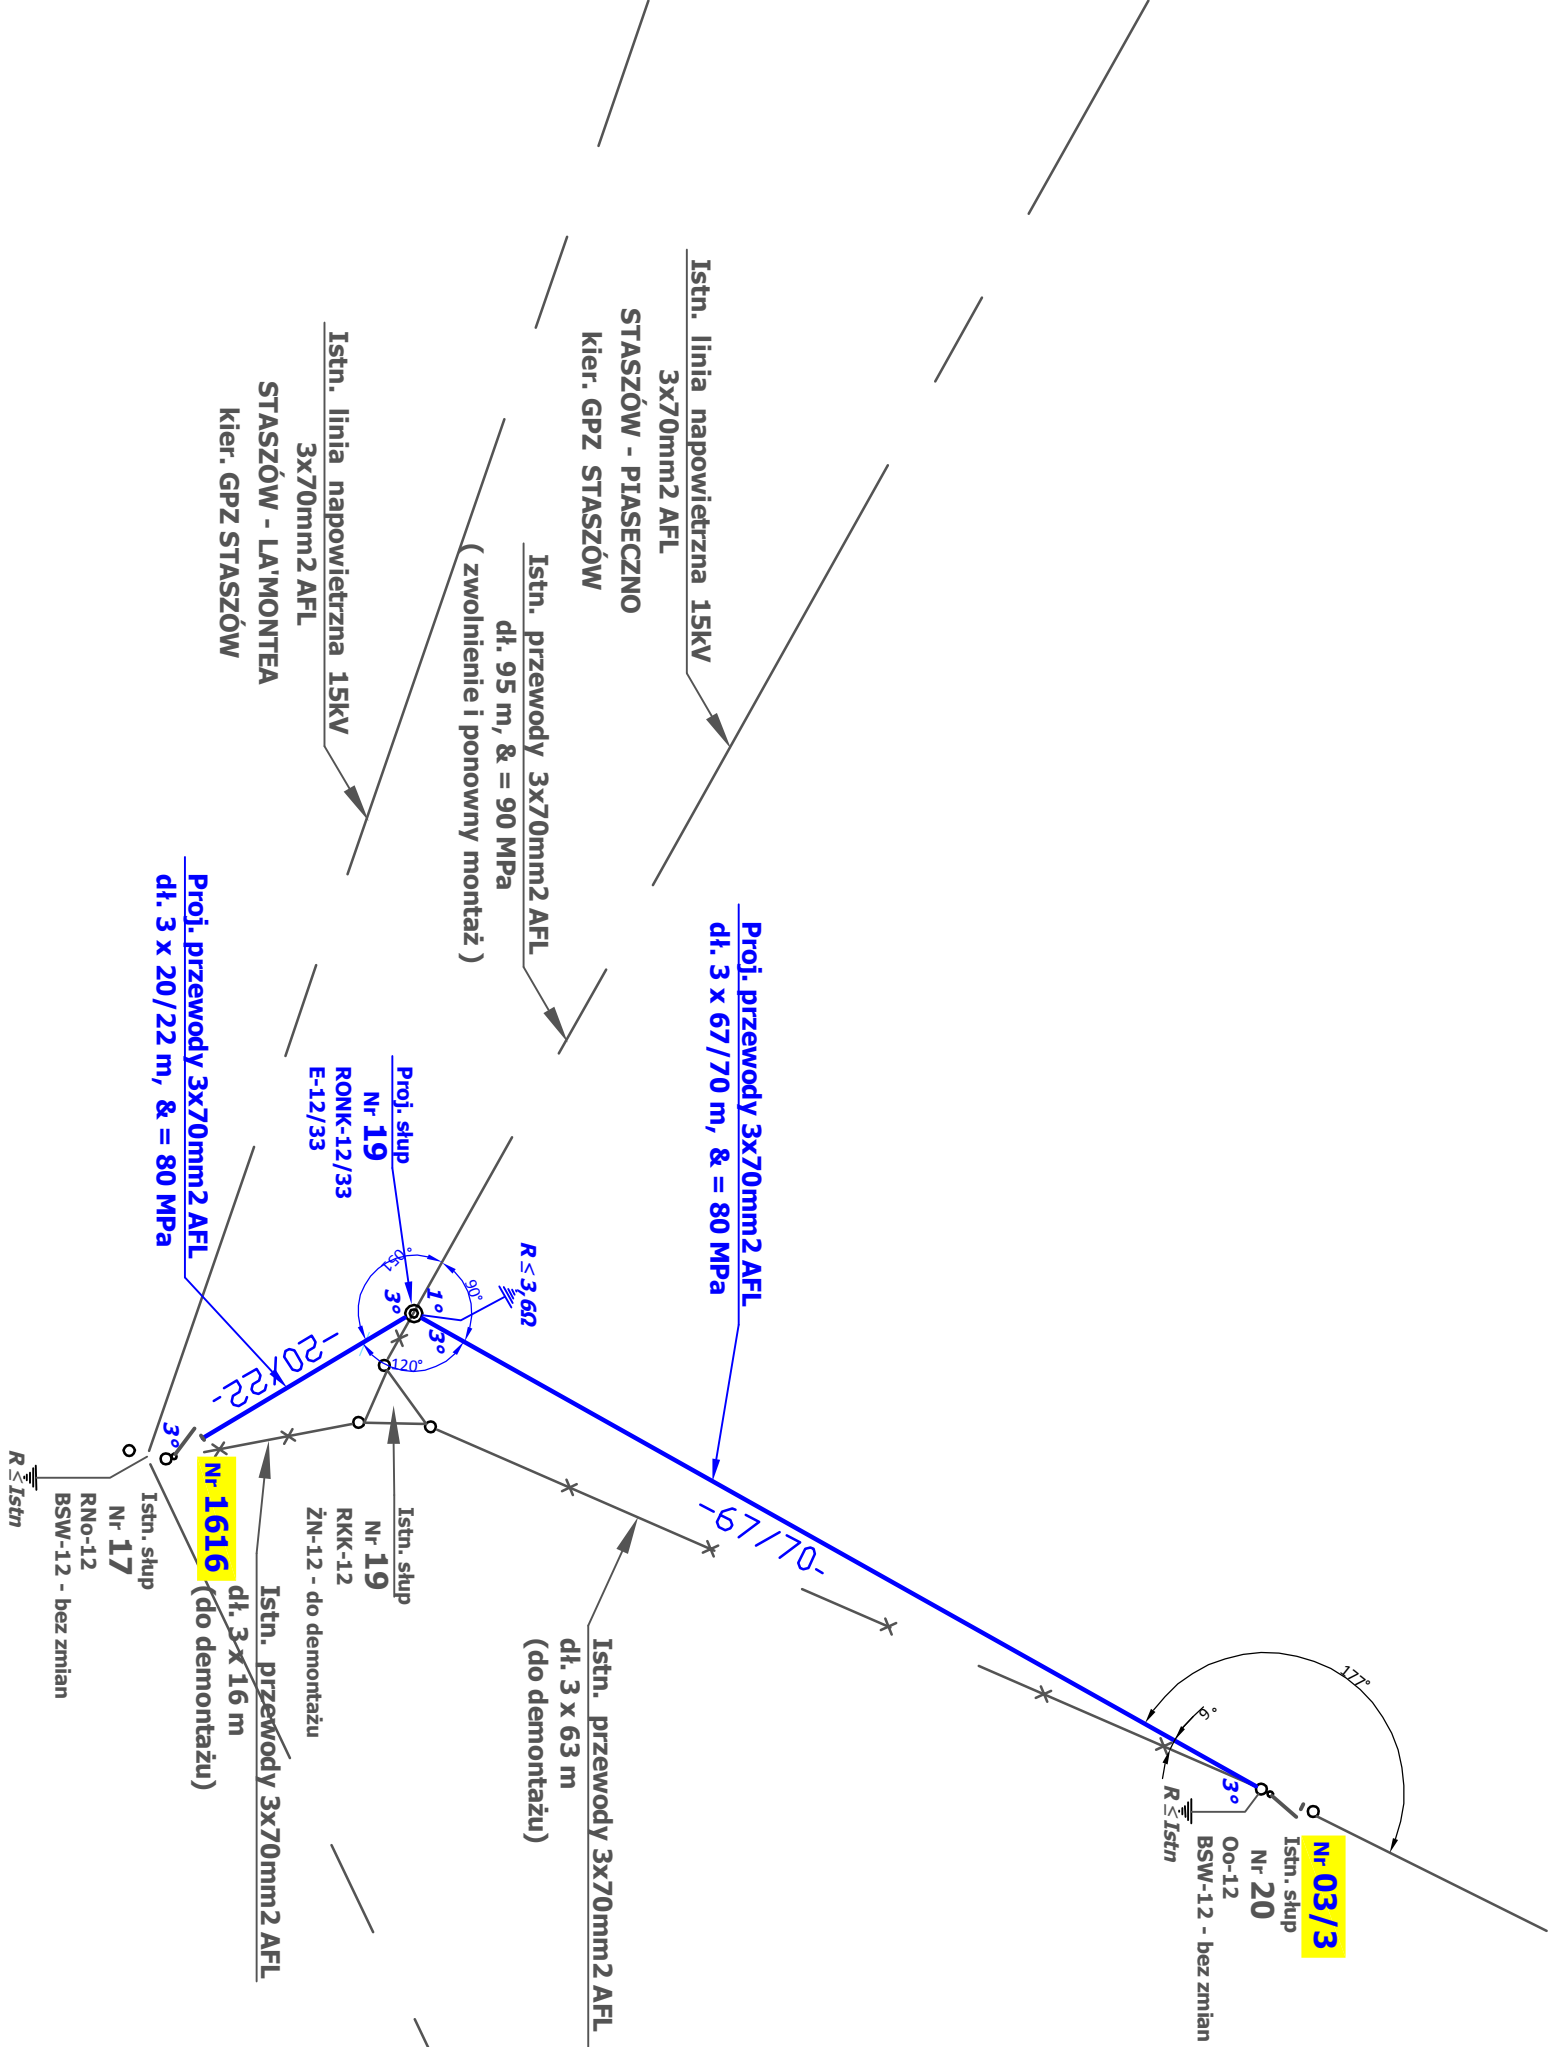 Istn. linia napowietrzna 15kV
3x70mm2 AFL
STASZÓW - PIASECZNO
kier. GPZ STASZÓW
Istn. linia napowietrzna 15kV
3x70mm2 AFL
STASZÓW - LA'MONTEA
kier. GPZ STASZÓW
Istn. przewody 3x70mm2 AFL
dł. 95 m, & = 90 MPa
( zwolnienie i ponowny montaż )
Proj. przewody 3x70mm2 AFL
dł. 3 x 67/70 m, & = 80 MPa
Proj. przewody 3x70mm2 AFL
dł. 3 x 20/22 m, & = 80 MPa
Proj. słup
Nr 19
RONK-12/33
E-12/33
R ≤ 3,6Ω
150°
90°
120°
1°
3°
3°
-20/22-
-67/70-
3°
Nr 1616
Istn. słup
Nr 17
RNo-12
BSW-12 - bez zmian
R ≤ Istn
Istn. słup
Nr 19
RKK-12
ŻN-12 - do demontażu
Istn. przewody 3x70mm2 AFL
dł. 3 x 16 m
(do demontażu)
Istn. przewody 3x70mm2 AFL
dł. 3 x 63 m
(do demontażu)
177°
9°
3°
R ≤ Istn
Nr 03/3
Istn. słup
Nr 20
Oo-12
BSW-12 - bez zmian